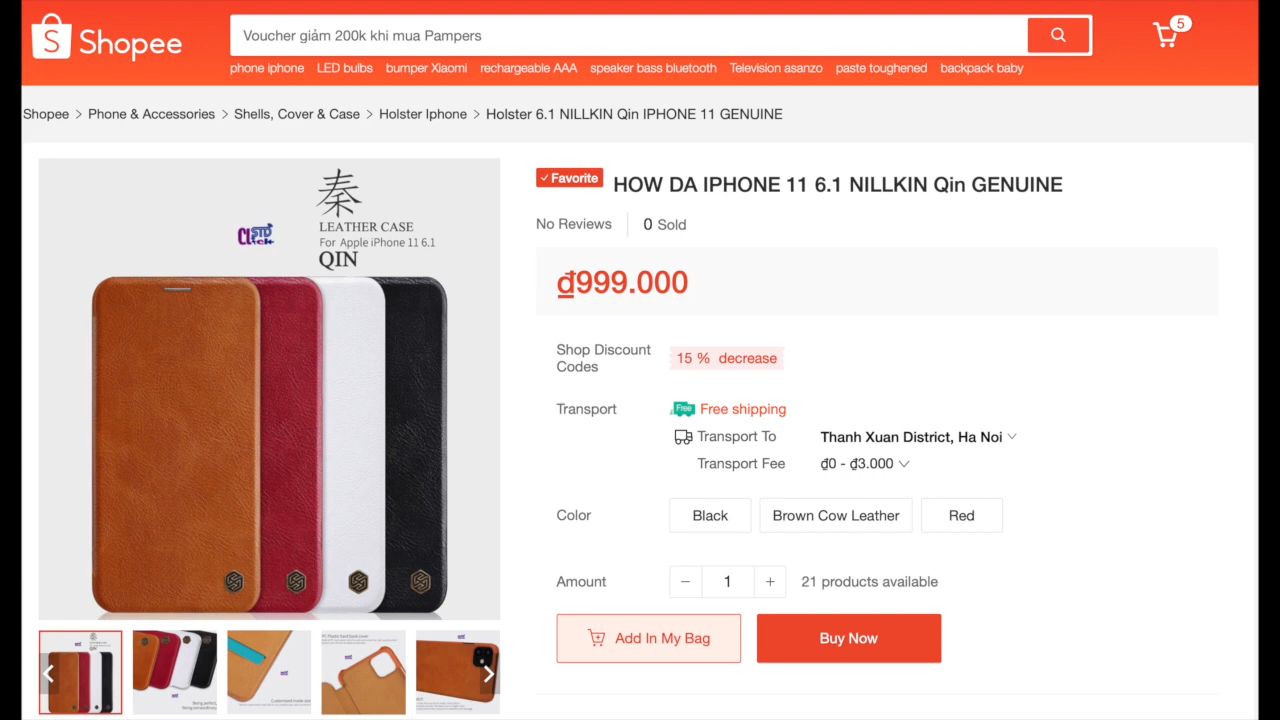 Shopee
Voucher giảm 200k khi mua Pampers
5
phone iphone LED bulbs bumper Xiaomi rechargeable AAA speaker bass bluetooth Television asanzo paste toughened backpack baby
Shopee > Phone & Accessories > Shells, Cover & Case > Holster Iphone > Holster 6.1 NILLKIN Qin IPHONE 11 GENUINE
秦
LEATHER CASE
For Apple iPhone 11 6.1
QIN
Favorite
HOW DA IPHONE 11 6.1 NILLKIN Qin GENUINE
No Reviews
0 Sold
₫999.000
Shop Discount
Codes
15 % decrease
Transport
Free
Free shipping
Transport To
Thanh Xuan District, Ha Noi
Transport Fee
₫0 - ₫3.000
Color
Black
Brown Cow Leather
Red
Amount
− 1 +
21 products available
Add In My Bag
Buy Now